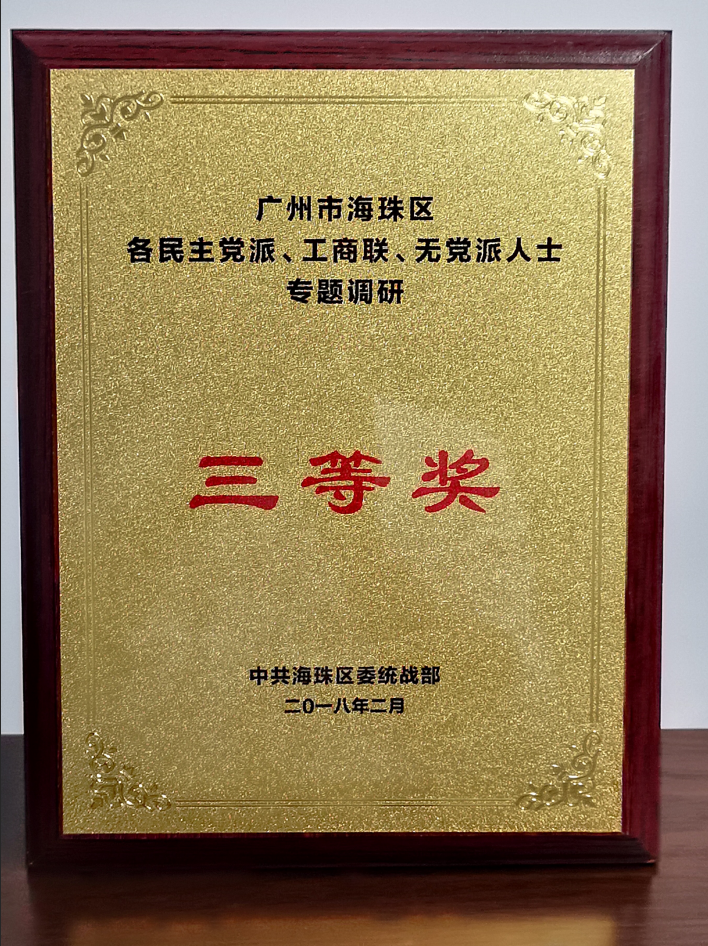 广州市海珠区
各民主党派、工商联、无党派人士
专题调研
三等奖
中共海珠区委统战部
二0一八年二月